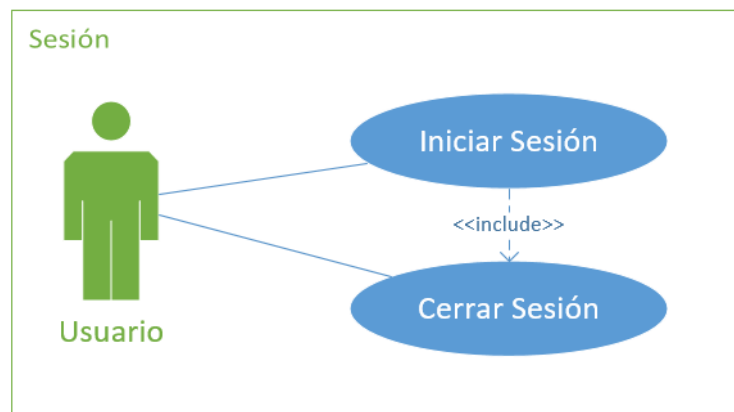 Sesión
Iniciar Sesión
<<include>>
Cerrar Sesión
Usuario